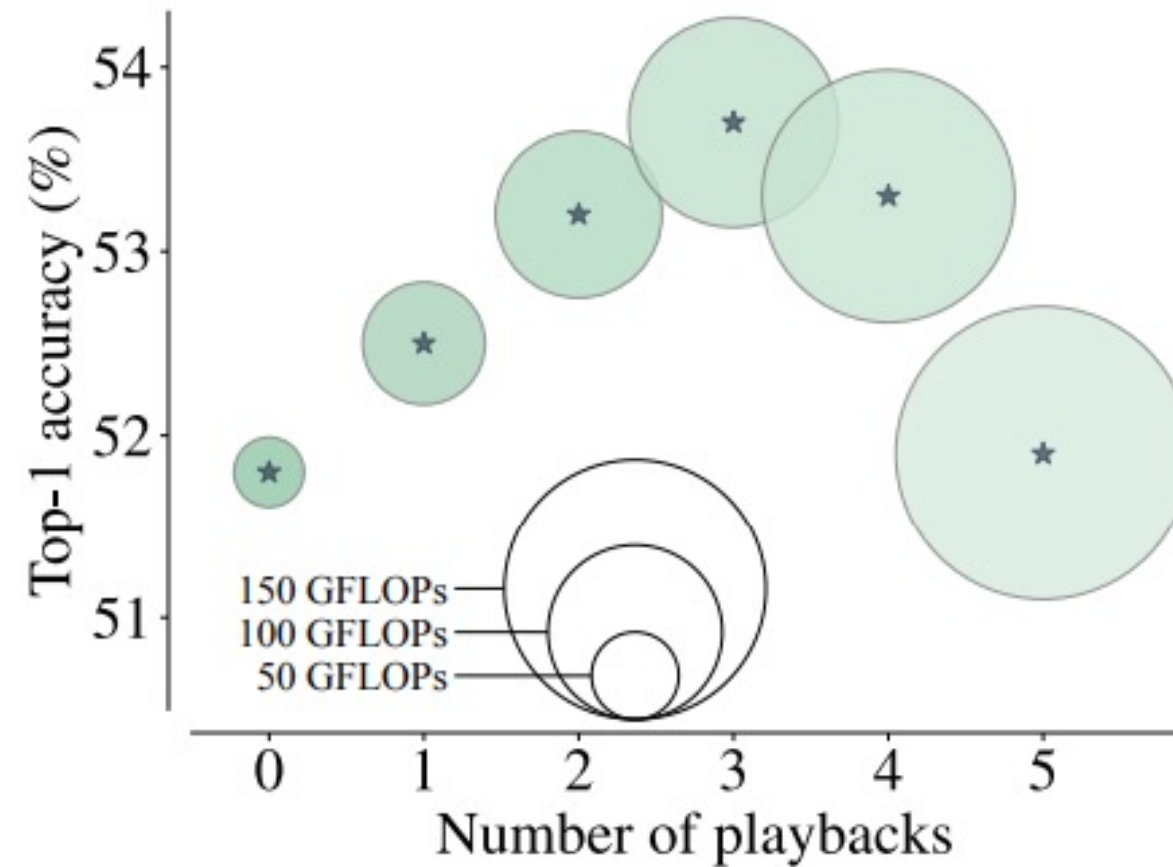 Top-1 accuracy (%)
54
53
52
51
150 GFLOPs
100 GFLOPs
50 GFLOPs
0 1 2 3 4 5
Number of playbacks